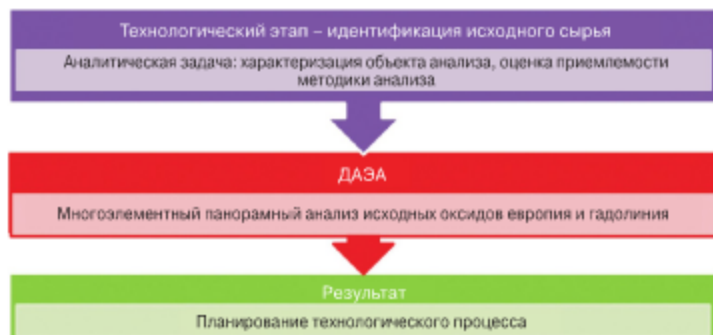 Технологический этап – идентификация исходного сырья
Аналитическая задача: характеризация объекта анализа, оценка приемлемости
методики анализа
ДАЭА
Многоэлементный панорамный анализ исходных оксидов европия и гадолиния
Результат
Планирование технологического процесса